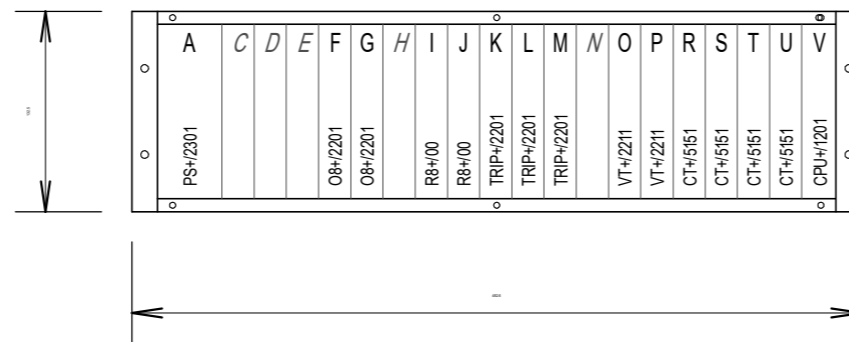 A C D E F G H I J K L M N O P R S T U V
PS+/2301
O8+/2201
O8+/2201
R8+/00
R8+/00
TRIP+/2201
TRIP+/2201
TRIP+/2201
VT+/2211
VT+/2211
CT+/5151
CT+/5151
CT+/5151
CT+/5151
CPU+/1201